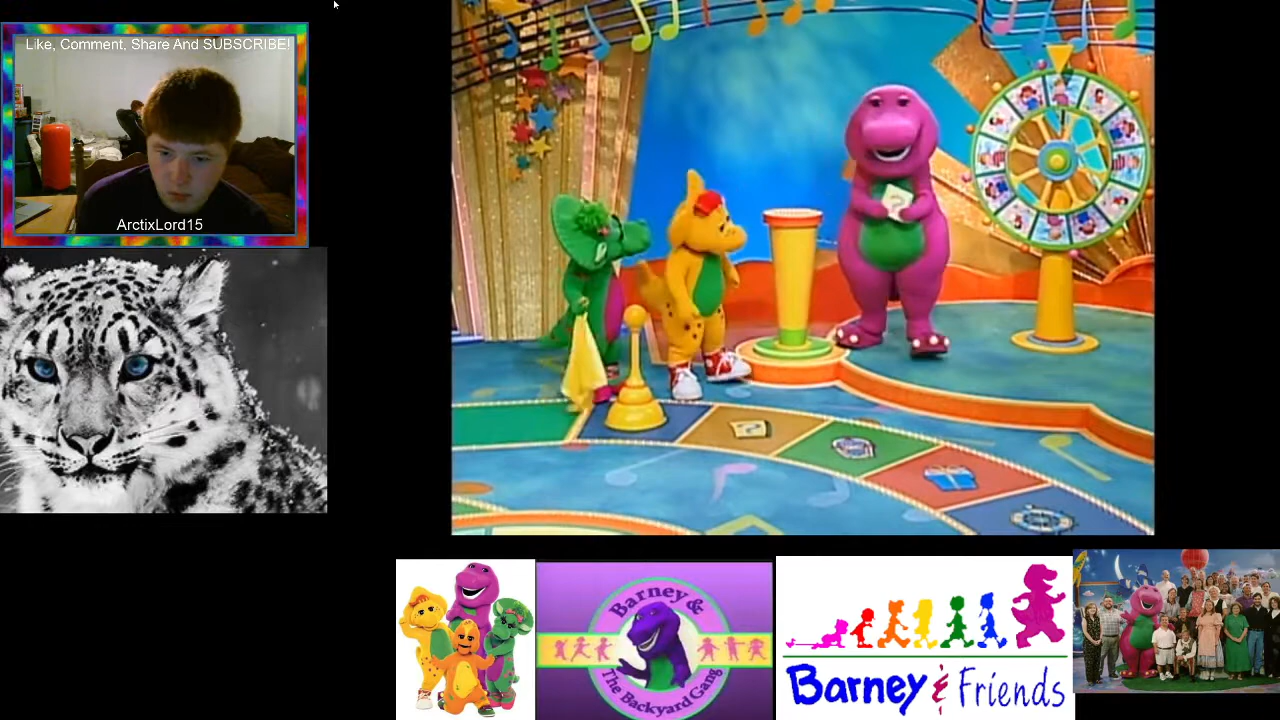 Like, Comment, Share And SUBSCRIBE!
ArctixLord15
?
?
Barney &
The Backyard Gang
Barney & Friends